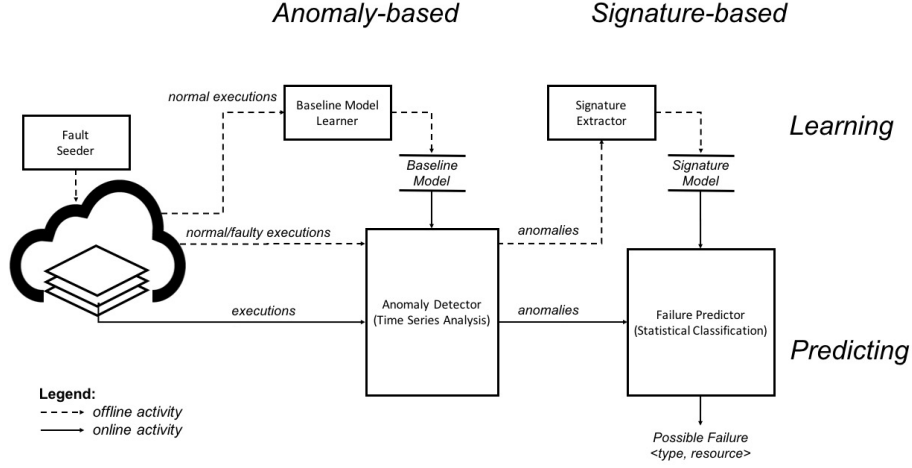 Anomaly-based
Signature-based
normal executions
Baseline Model
Learner
Signature
Extractor
Learning
Fault
Seeder
Baseline
Model
Signature
Model
normal/faulty executions
anomalies
executions
Anomaly Detector
(Time Series Analysis)
anomalies
Failure Predictor
(Statistical Classification)
Predicting
Legend:
offline activity
online activity
Possible Failure
<type, resource>